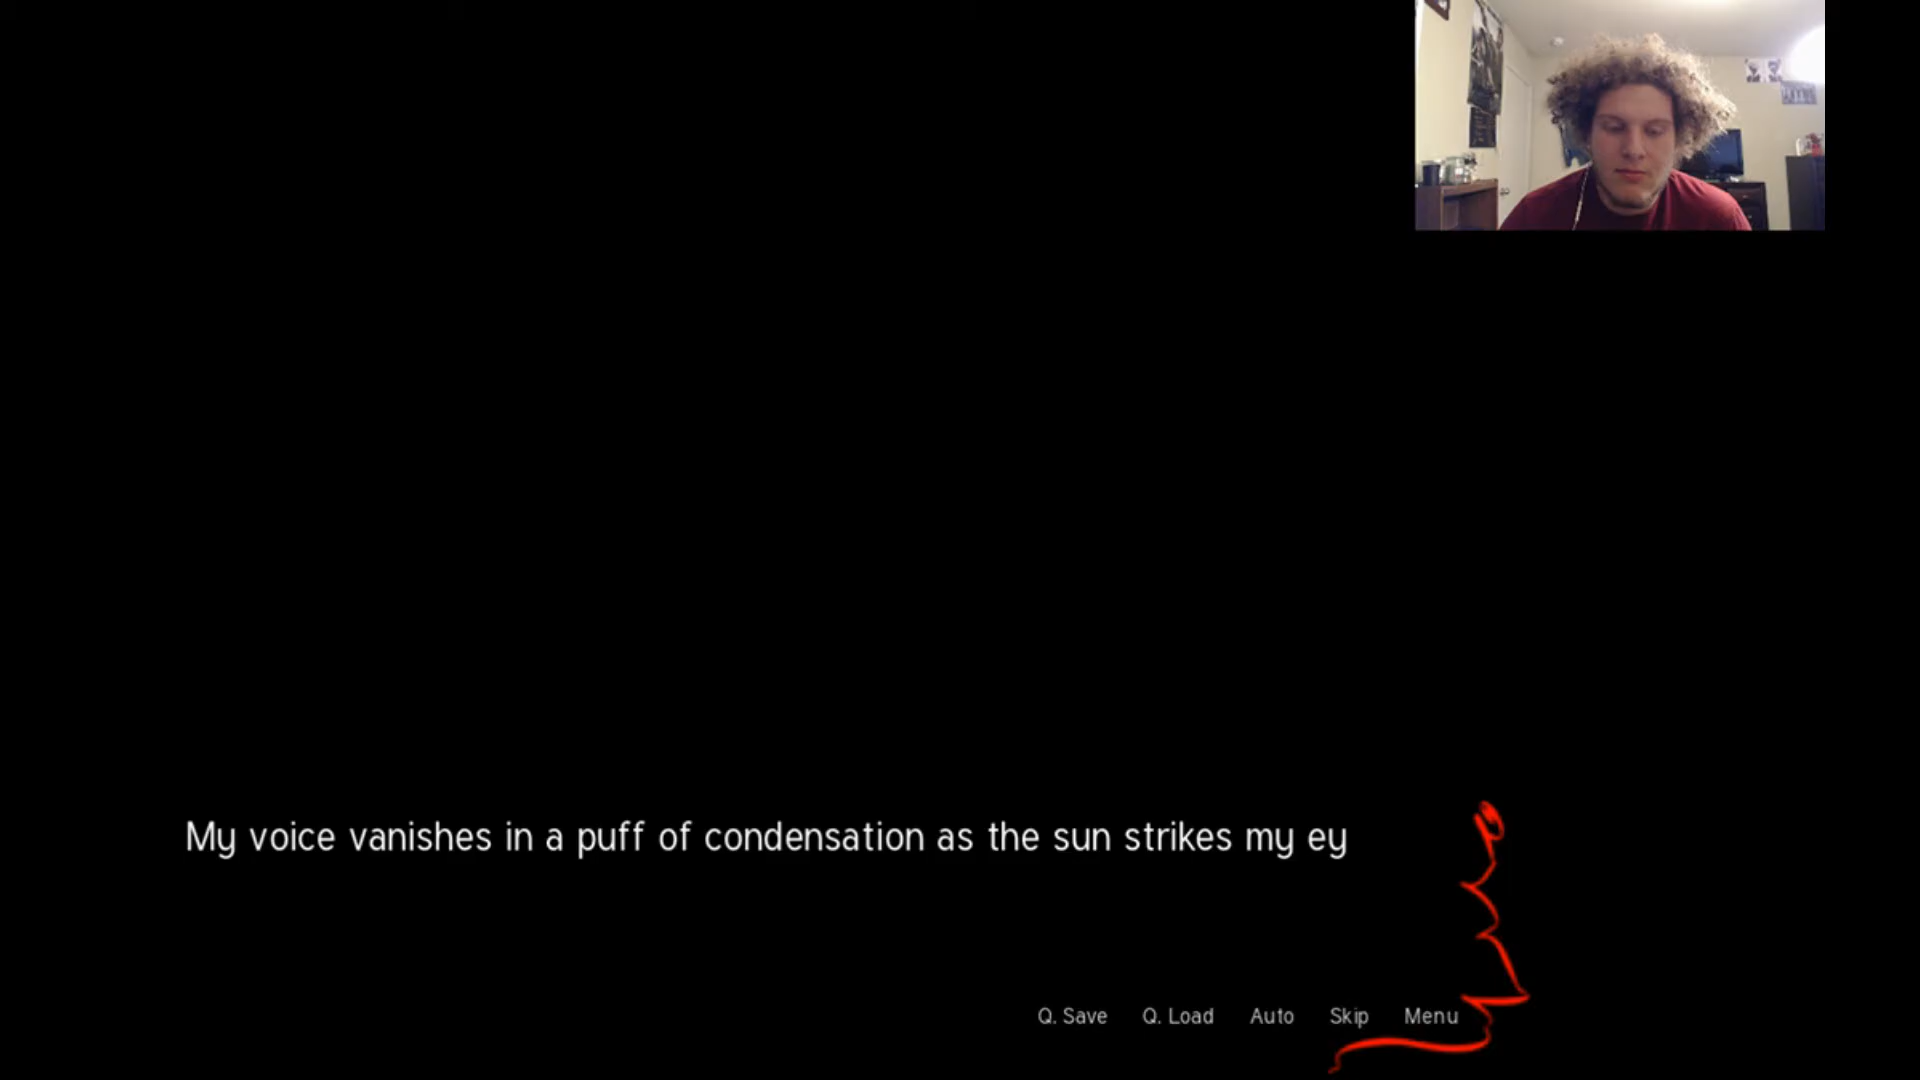 My voice vanishes in a puff of condensation as the sun strikes my ey
Q. Save Q. Load Auto Skip Menu